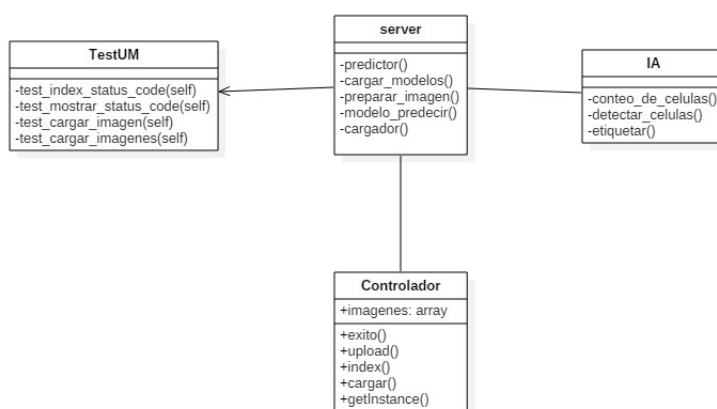 TestUM
-test_index_status_code(self)
-test_mostrar_status_code(self)
-test_cargar_imagen(self)
-test_cargar_imagenes(self)
server
-predictor()
-cargar_modelos()
-preparar_imagen()
-modelo_predecir()
-cargador()
IA
-conteo_de_celulas()
-detectar_celulas()
-etiquetar()
Controlador
+imagenes: array
+exito()
+upload()
+index()
+cargar()
+getInstance()